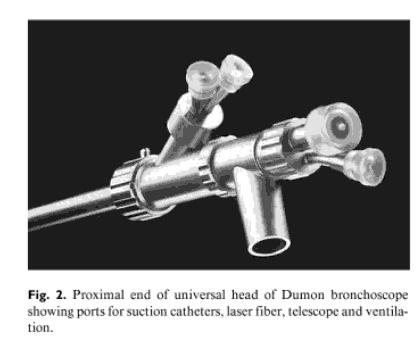 Fig. 2. Proximal end of universal head of Dumon bronchoscope
showing ports for suction catheters, laser fiber, telescope and ventila-
tion.